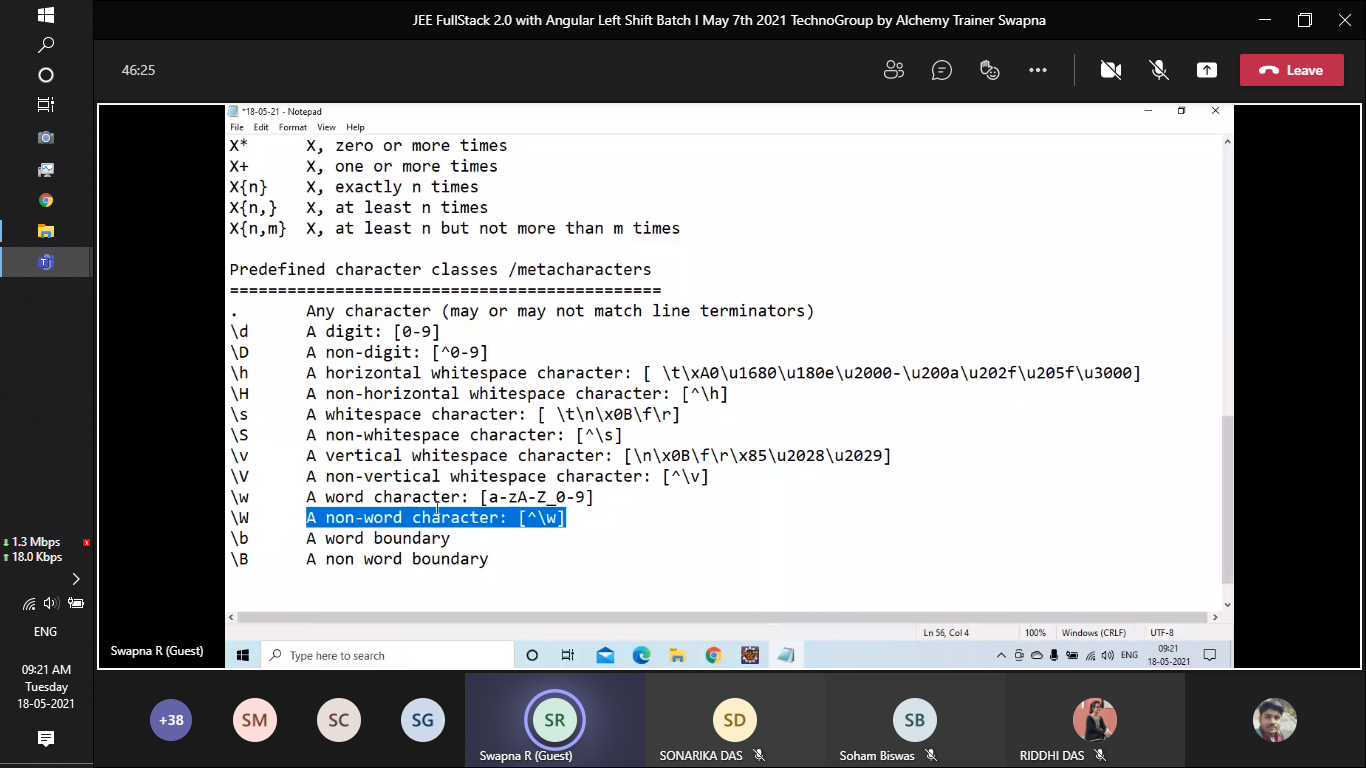 JEE FullStack 2.0 with Angular Left Shift Batch I May 7th 2021 TechnoGroup by Alchemy Trainer Swapna
46:25
Leave
*18-05-21 - Notepad
File Edit Format View Help
X* X, zero or more times
X+ X, one or more times
X{n} X, exactly n times
X{n,} X, at least n times
X{n,m} X, at least n but not more than m times
Predefined character classes /metacharacters
=============================================
. Any character (may or may not match line terminators)
\d A digit: [0-9]
\D A non-digit: [^0-9]
\h A horizontal whitespace character: [ \t\xA0\u1680\u180e\u2000-\u200a\u202f\u205f\u3000]
\H A non-horizontal whitespace character: [^\h]
\s A whitespace character: [ \t\n\x0B\f\r]
\S A non-whitespace character: [^\s]
\v A vertical whitespace character: [\n\x0B\f\r\x85\u2028\u2029]
\V A non-vertical whitespace character: [^\v]
\w A word character: [a-zA-Z_0-9]
\W A non-word character: [^\w]
\b A word boundary
\B A non word boundary
Ln 56, Col 4 100% Windows (CRLF) UTF-8
Type here to search
ENG
09:21
18-05-2021
Swapna R (Guest)
1.3 Mbps
18.0 Kbps
ENG
09:21 AM
Tuesday
18-05-2021
+38 SM SC SG SR SD SB
Swapna R (Guest) SONARIKA DAS Soham Biswas RIDDHI DAS